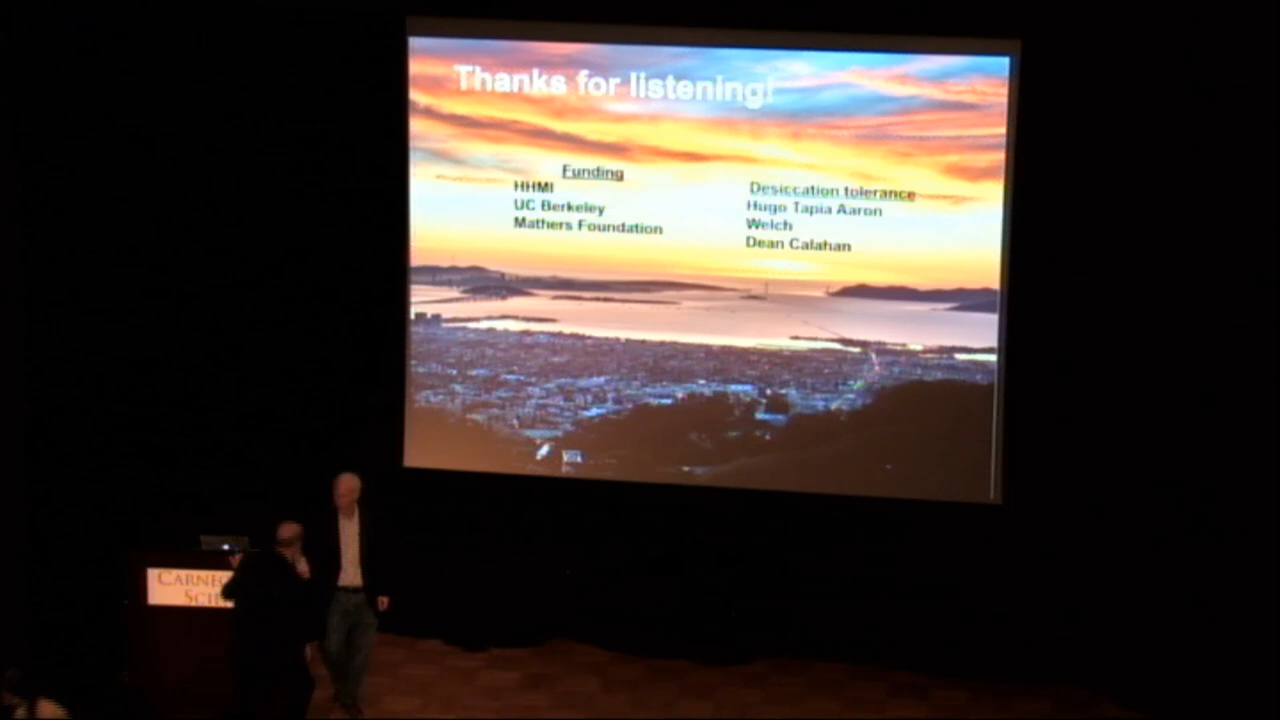 Thanks for listening!
Funding
HHMI
UC Berkeley
Mathers Foundation
Desiccation tolerance
Hugo Tapia Aaron
Welch
Dean Calahan
CARNEG
SCIE